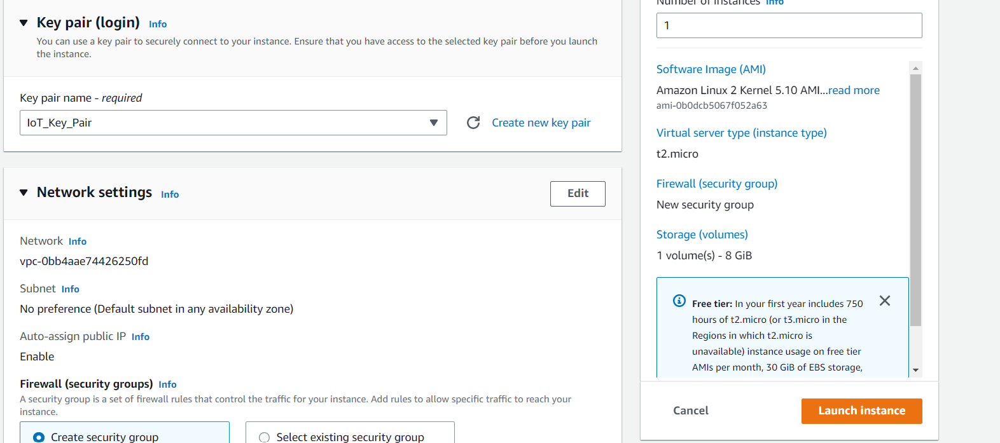 Key pair (login) Info
You can use a key pair to securely connect to your instance. Ensure that you have access to the selected key pair before you launch
the instance.
Key pair name - required
IoT_Key_Pair
Create new key pair
Network settings Info
Edit
Network Info
vpc-0bb4aae74426250fd
Subnet Info
No preference (Default subnet in any availability zone)
Auto-assign public IP Info
Enable
Firewall (security groups) Info
A security group is a set of firewall rules that control the traffic for your instance. Add rules to allow specific traffic to reach your
instance.
Create security group
Select existing security group
Number of instances Info
1
Software Image (AMI)
Amazon Linux 2 Kernel 5.10 AMI...read more
ami-0b0dcb5067f052a63
Virtual server type (instance type)
t2.micro
Firewall (security group)
New security group
Storage (volumes)
1 volume(s) - 8 GiB
Free tier: In your first year includes 750
hours of t2.micro (or t3.micro in the
Regions in which t2.micro is
unavailable) instance usage on free tier
AMIs per month, 30 GiB of EBS storage,
Cancel
Launch instance